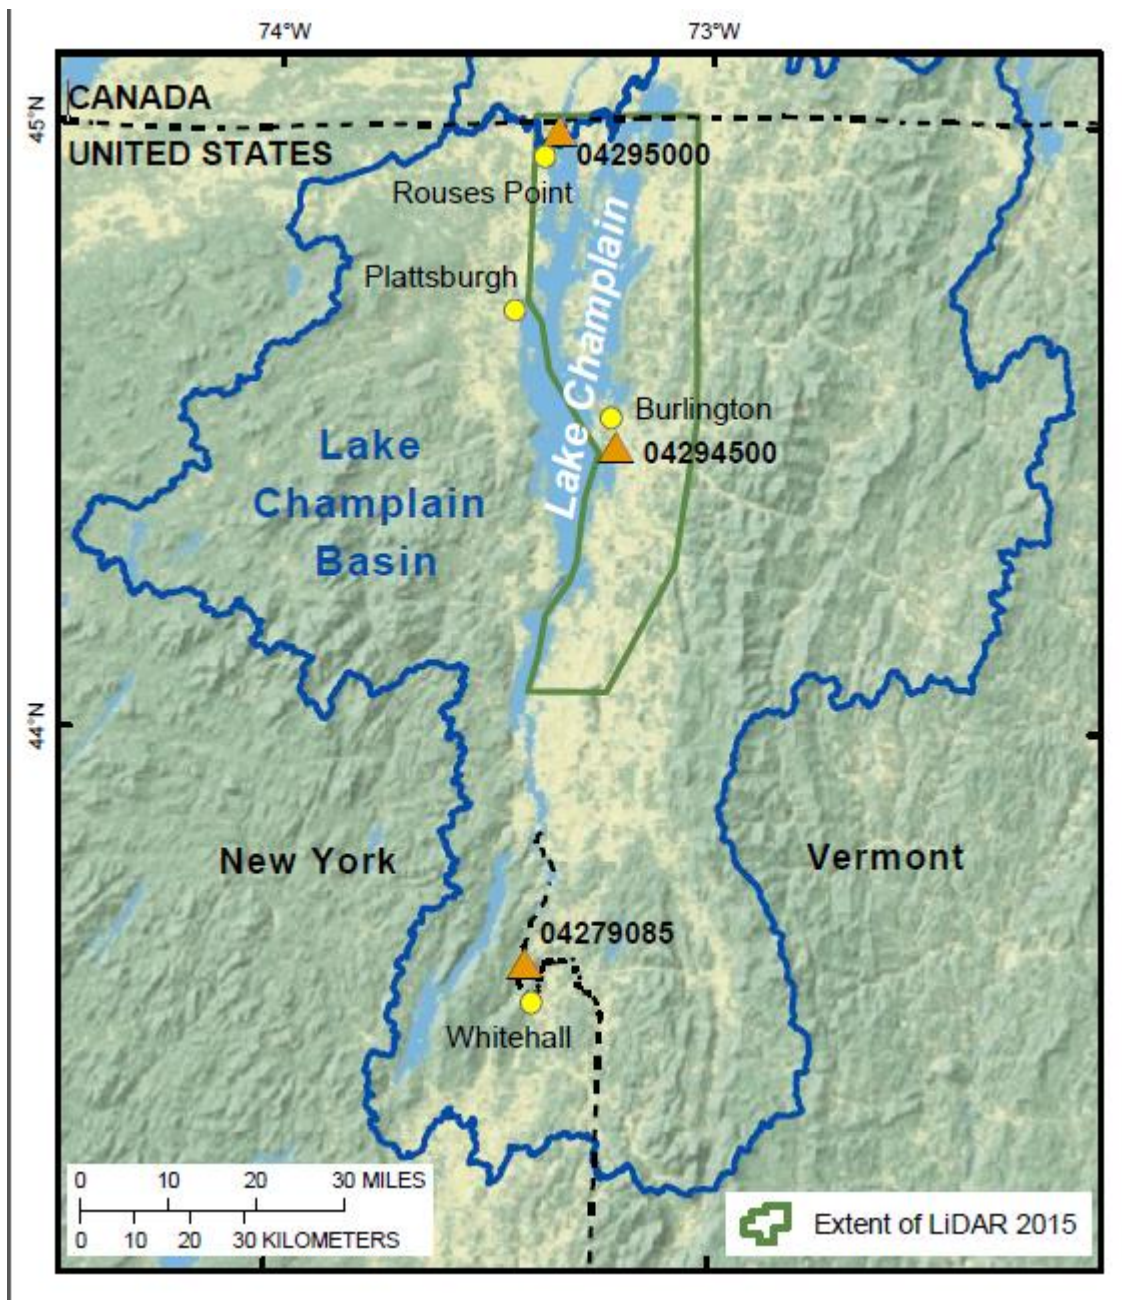 74°W
73°W
45°N
CANADA
UNITED STATES
04295000
Rouses Point
Plattsburgh
Lake Champlain
Burlington
04294500
Lake
Champlain
Basin
44°N
New York
Vermont
04279085
Whitehall
0 10 20 30 MILES
0 10 20 30 KILOMETERS
Extent of LiDAR 2015